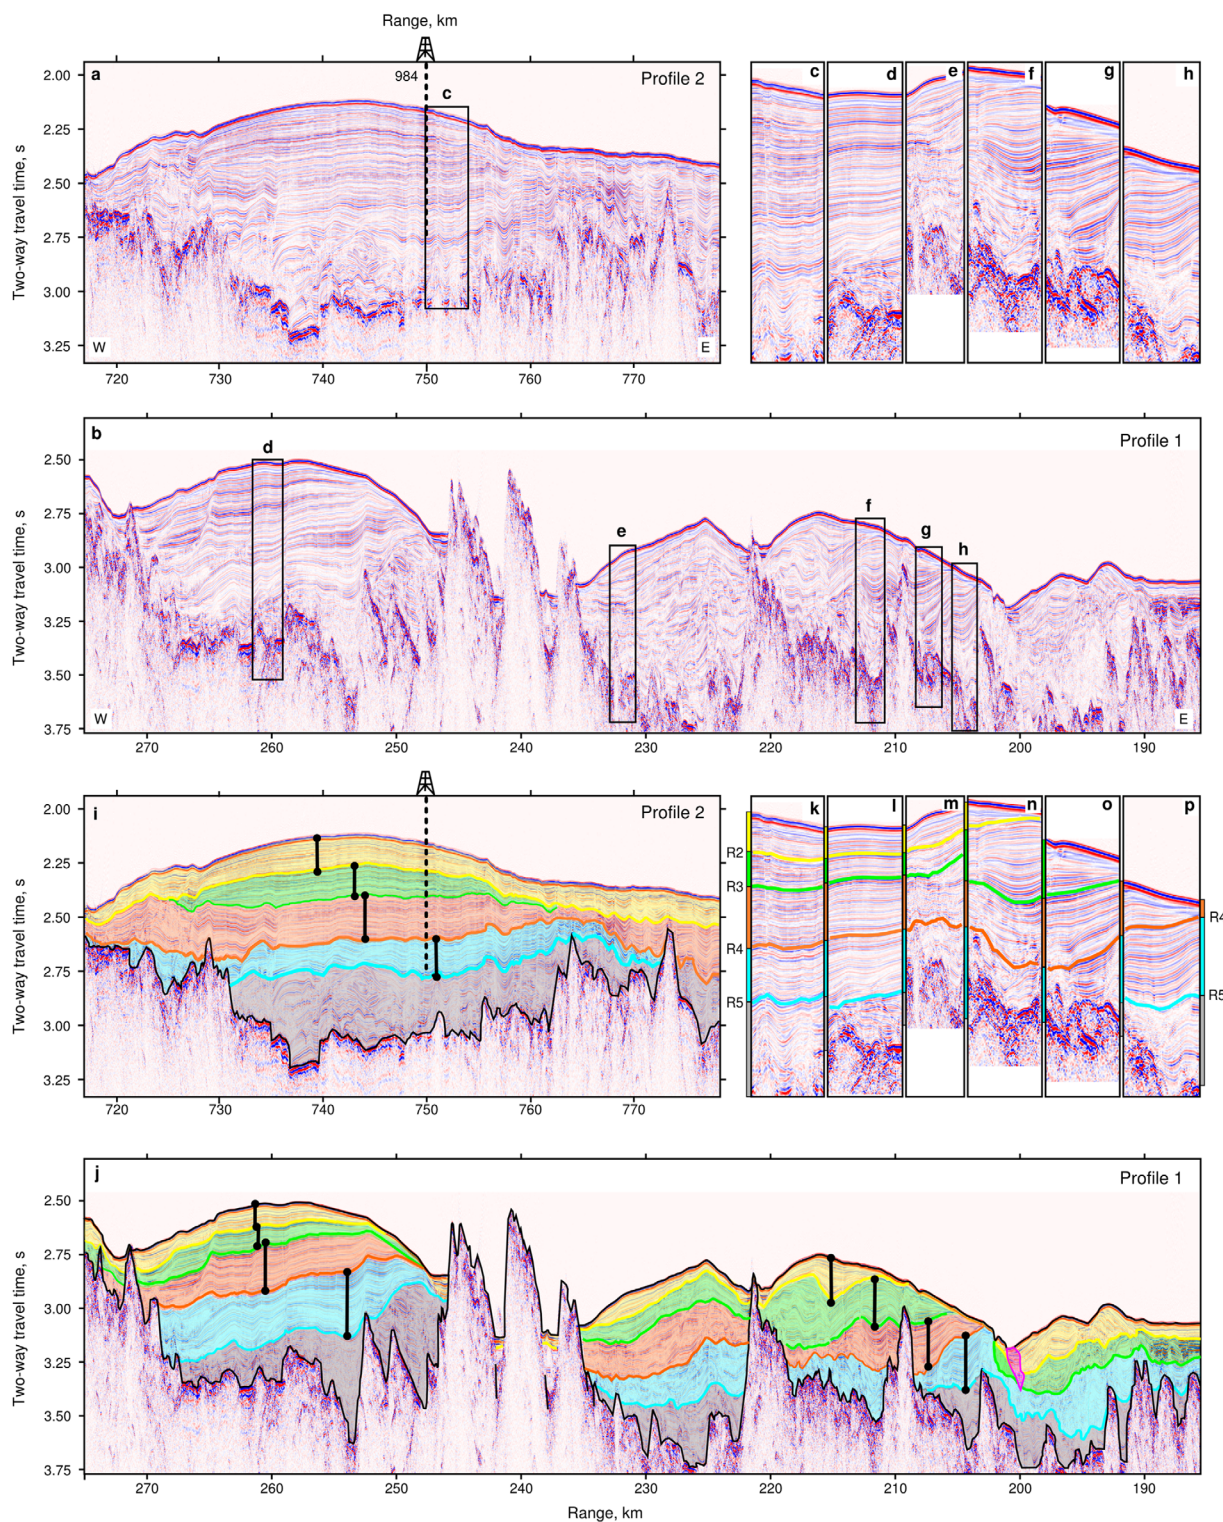 Range, km
984
a
Profile 2
c
c
d
e
f
g
h
2.00
2.25
2.50
2.75
3.00
3.25
Two-way travel time, s
W
E
720
730
740
750
760
770
b
Profile 1
d
e
f
g
h
2.50
2.75
3.00
3.25
3.50
3.75
Two-way travel time, s
W
E
270
260
250
240
230
220
210
200
190
i
Profile 2
k
l
m
n
o
p
2.00
2.25
2.50
2.75
3.00
3.25
Two-way travel time, s
R2
R3
R4
R5
R4
R5
720
730
740
750
760
770
j
Profile 1
2.50
2.75
3.00
3.25
3.50
3.75
Two-way travel time, s
270
260
250
240
230
220
210
200
190
Range, km